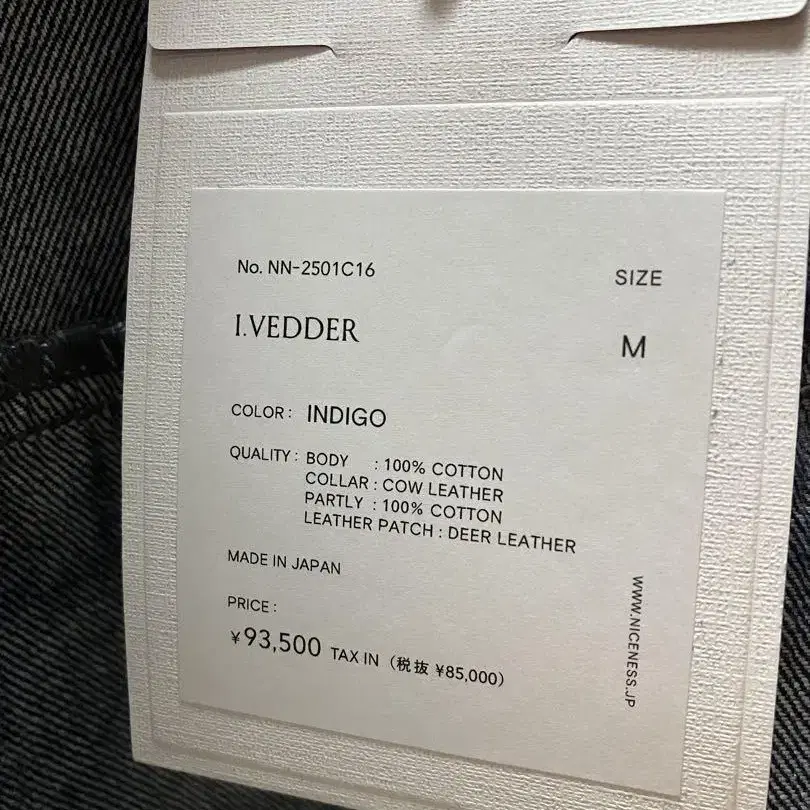 No. NN-2501C16
SIZE
I.VEDDER
M
COLOR: INDIGO
QUALITY: BODY : 100% COTTON
COLLAR : COW LEATHER
PARTLY : 100% COTTON
LEATHER PATCH : DEER LEATHER
MADE IN JAPAN
PRICE:
¥93,500 TAX IN (税抜 ¥85,000)
WWW.NICENESS.JP